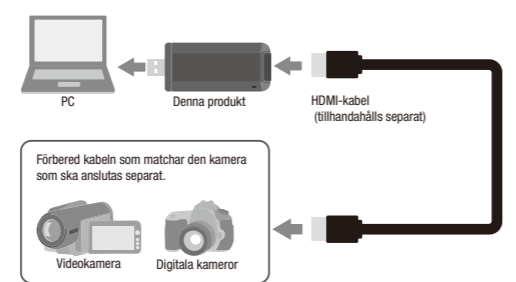 PC
Denna produkt
HDMI-kabel
(tillhandahålls separat)
Förbered kabeln som matchar den kamera
som ska anslutas separat.
Videokamera
Digitala kameror